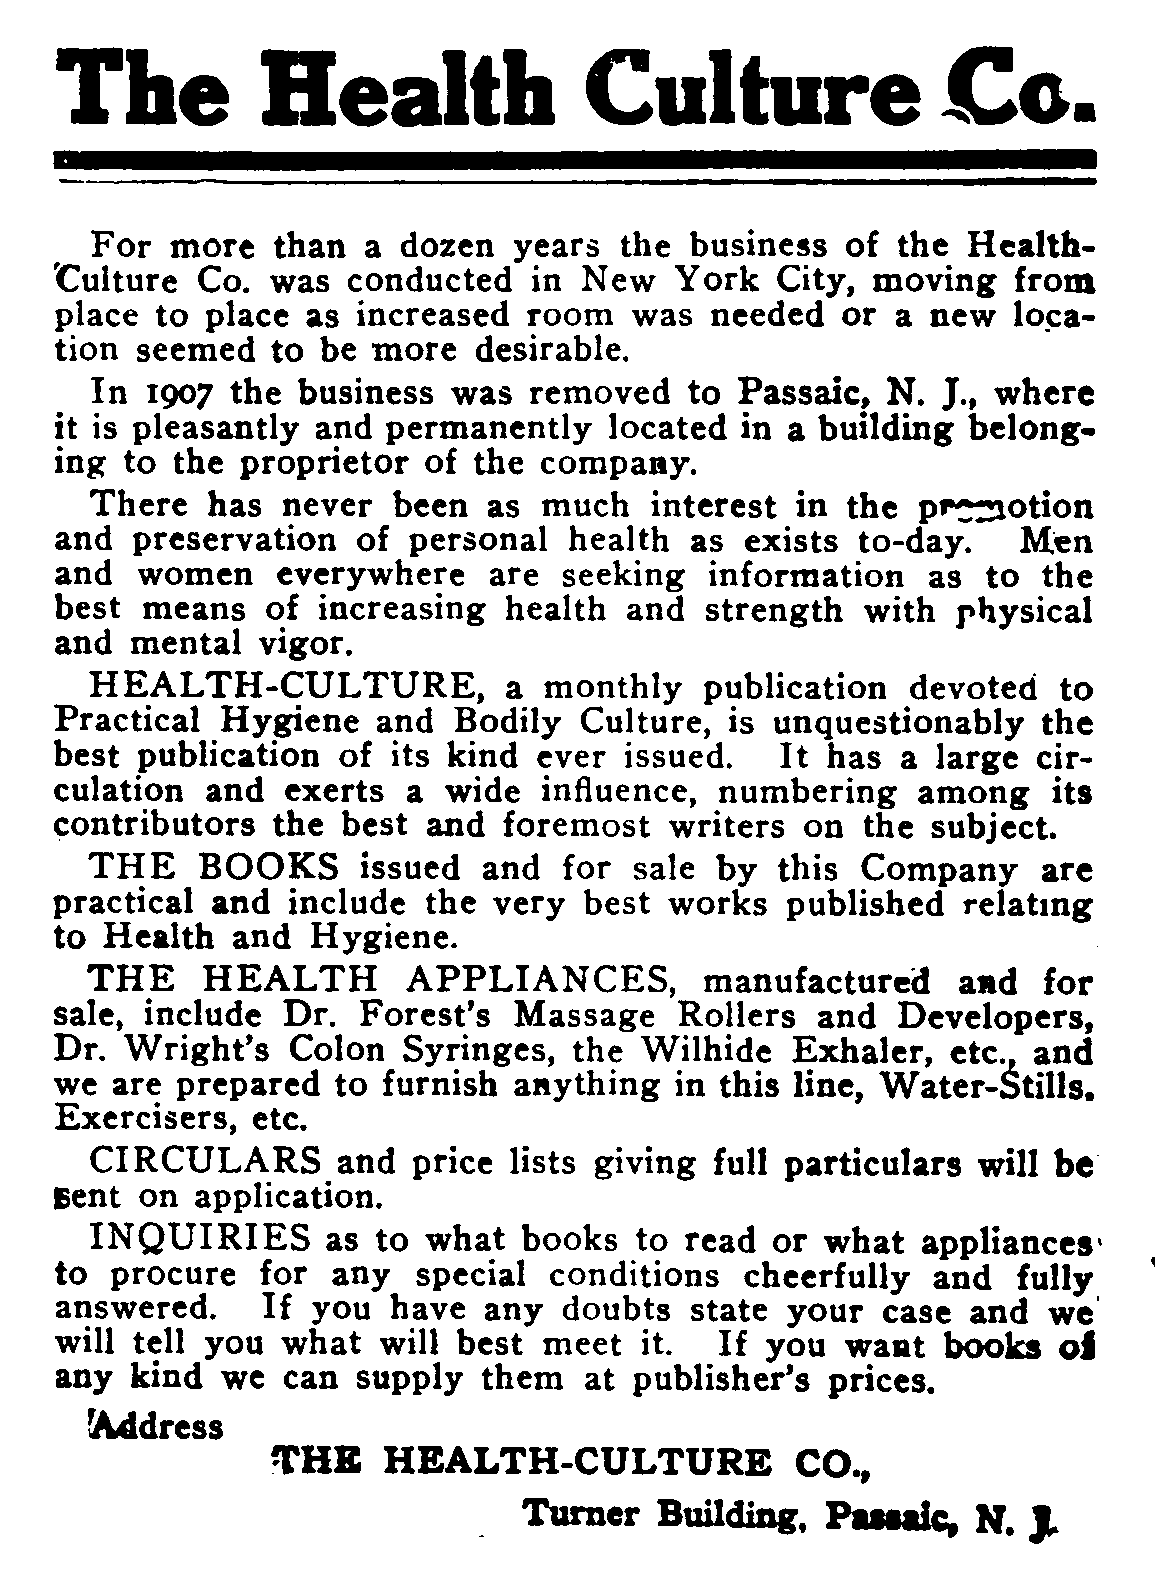 The Health Culture Co.
For more than a dozen years the business of the Health-
Culture Co. was conducted in New York City, moving from
place to place as increased room was needed or a new loca-
tion seemed to be more desirable.
In 1907 the business was removed to Passaic, N. J., where
it is pleasantly and permanently located in a building belong-
ing to the proprietor of the company.
There has never been as much interest in the promotion
and preservation of personal health as exists to-day. Men
and women everywhere are seeking information as to the
best means of increasing health and strength with physical
and mental vigor.
HEALTH-CULTURE, a monthly publication devoted to
Practical Hygiene and Bodily Culture, is unquestionably the
best publication of its kind ever issued. It has a large cir-
culation and exerts a wide influence, numbering among its
contributors the best and foremost writers on the subject.
THE BOOKS issued and for sale by this Company are
practical and include the very best works published relating
to Health and Hygiene.
THE HEALTH APPLIANCES, manufactured and for
sale, include Dr. Forest's Massage Rollers and Developers,
Dr. Wright's Colon Syringes, the Wilhide Exhaler, etc., and
we are prepared to furnish anything in this line, Water-Stills.
Exercisers, etc.
CIRCULARS and price lists giving full particulars will be
sent on application.
INQUIRIES as to what books to read or what appliances
to procure for any special conditions cheerfully and fully
answered. If you have any doubts state your case and we
will tell you what will best meet it. If you want books of
any kind we can supply them at publisher's prices.
Address
THE HEALTH-CULTURE CO.,
Turner Building, Passaic, N. J.